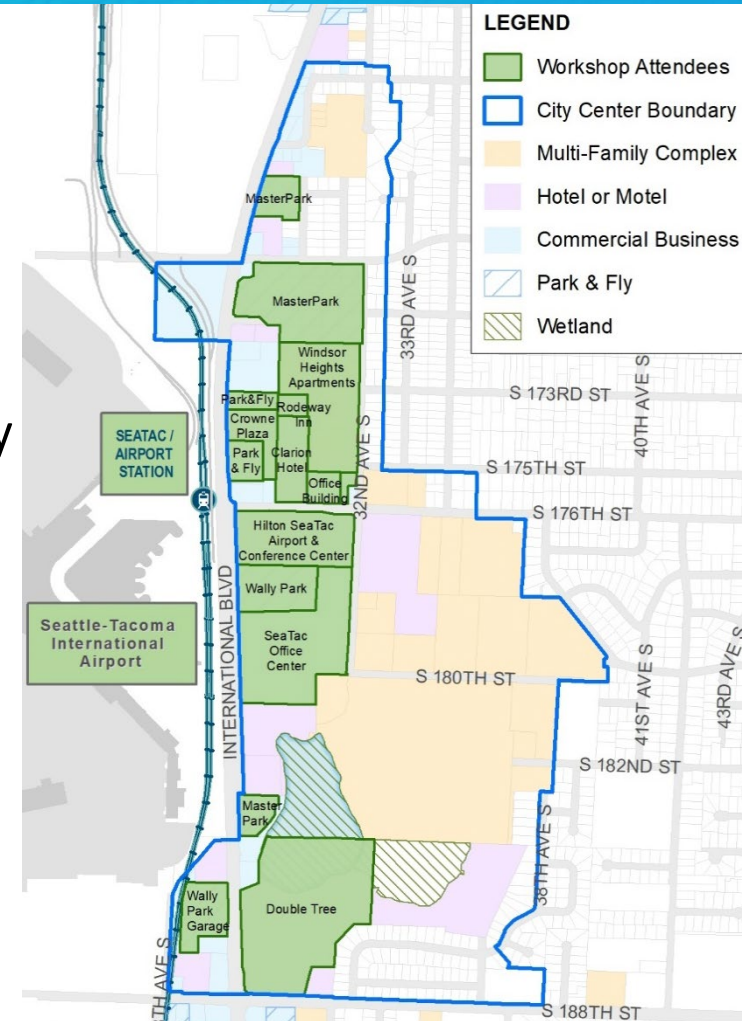 LEGEND
Workshop Attendees
City Center Boundary
Multi-Family Complex
Hotel or Motel
Commercial Business
Park & Fly
Wetland
MasterPark
MasterPark
33RD AVE S
Windsor
Heights
Apartments
S 173RD ST
40TH AVE S
Park&Fly
Rodeway
Inn
Crowne
Plaza
Park
& Fly
Clarion
Hotel
Office
Building
32ND AVE S
SEATAC /
AIRPORT
STATION
S 175TH ST
S 176TH ST
Hilton SeaTac
Airport &
Conference Center
Wally Park
SeaTac
Office
Center
INTERNATIONAL BLVD
Seattle-Tacoma
International
Airport
S 180TH ST
41ST AVE S
43RD AVE S
S 182ND ST
Master
Park
38TH AVE S
Wally
Park
Garage
Double Tree
TH AVE S
S 188TH ST
y